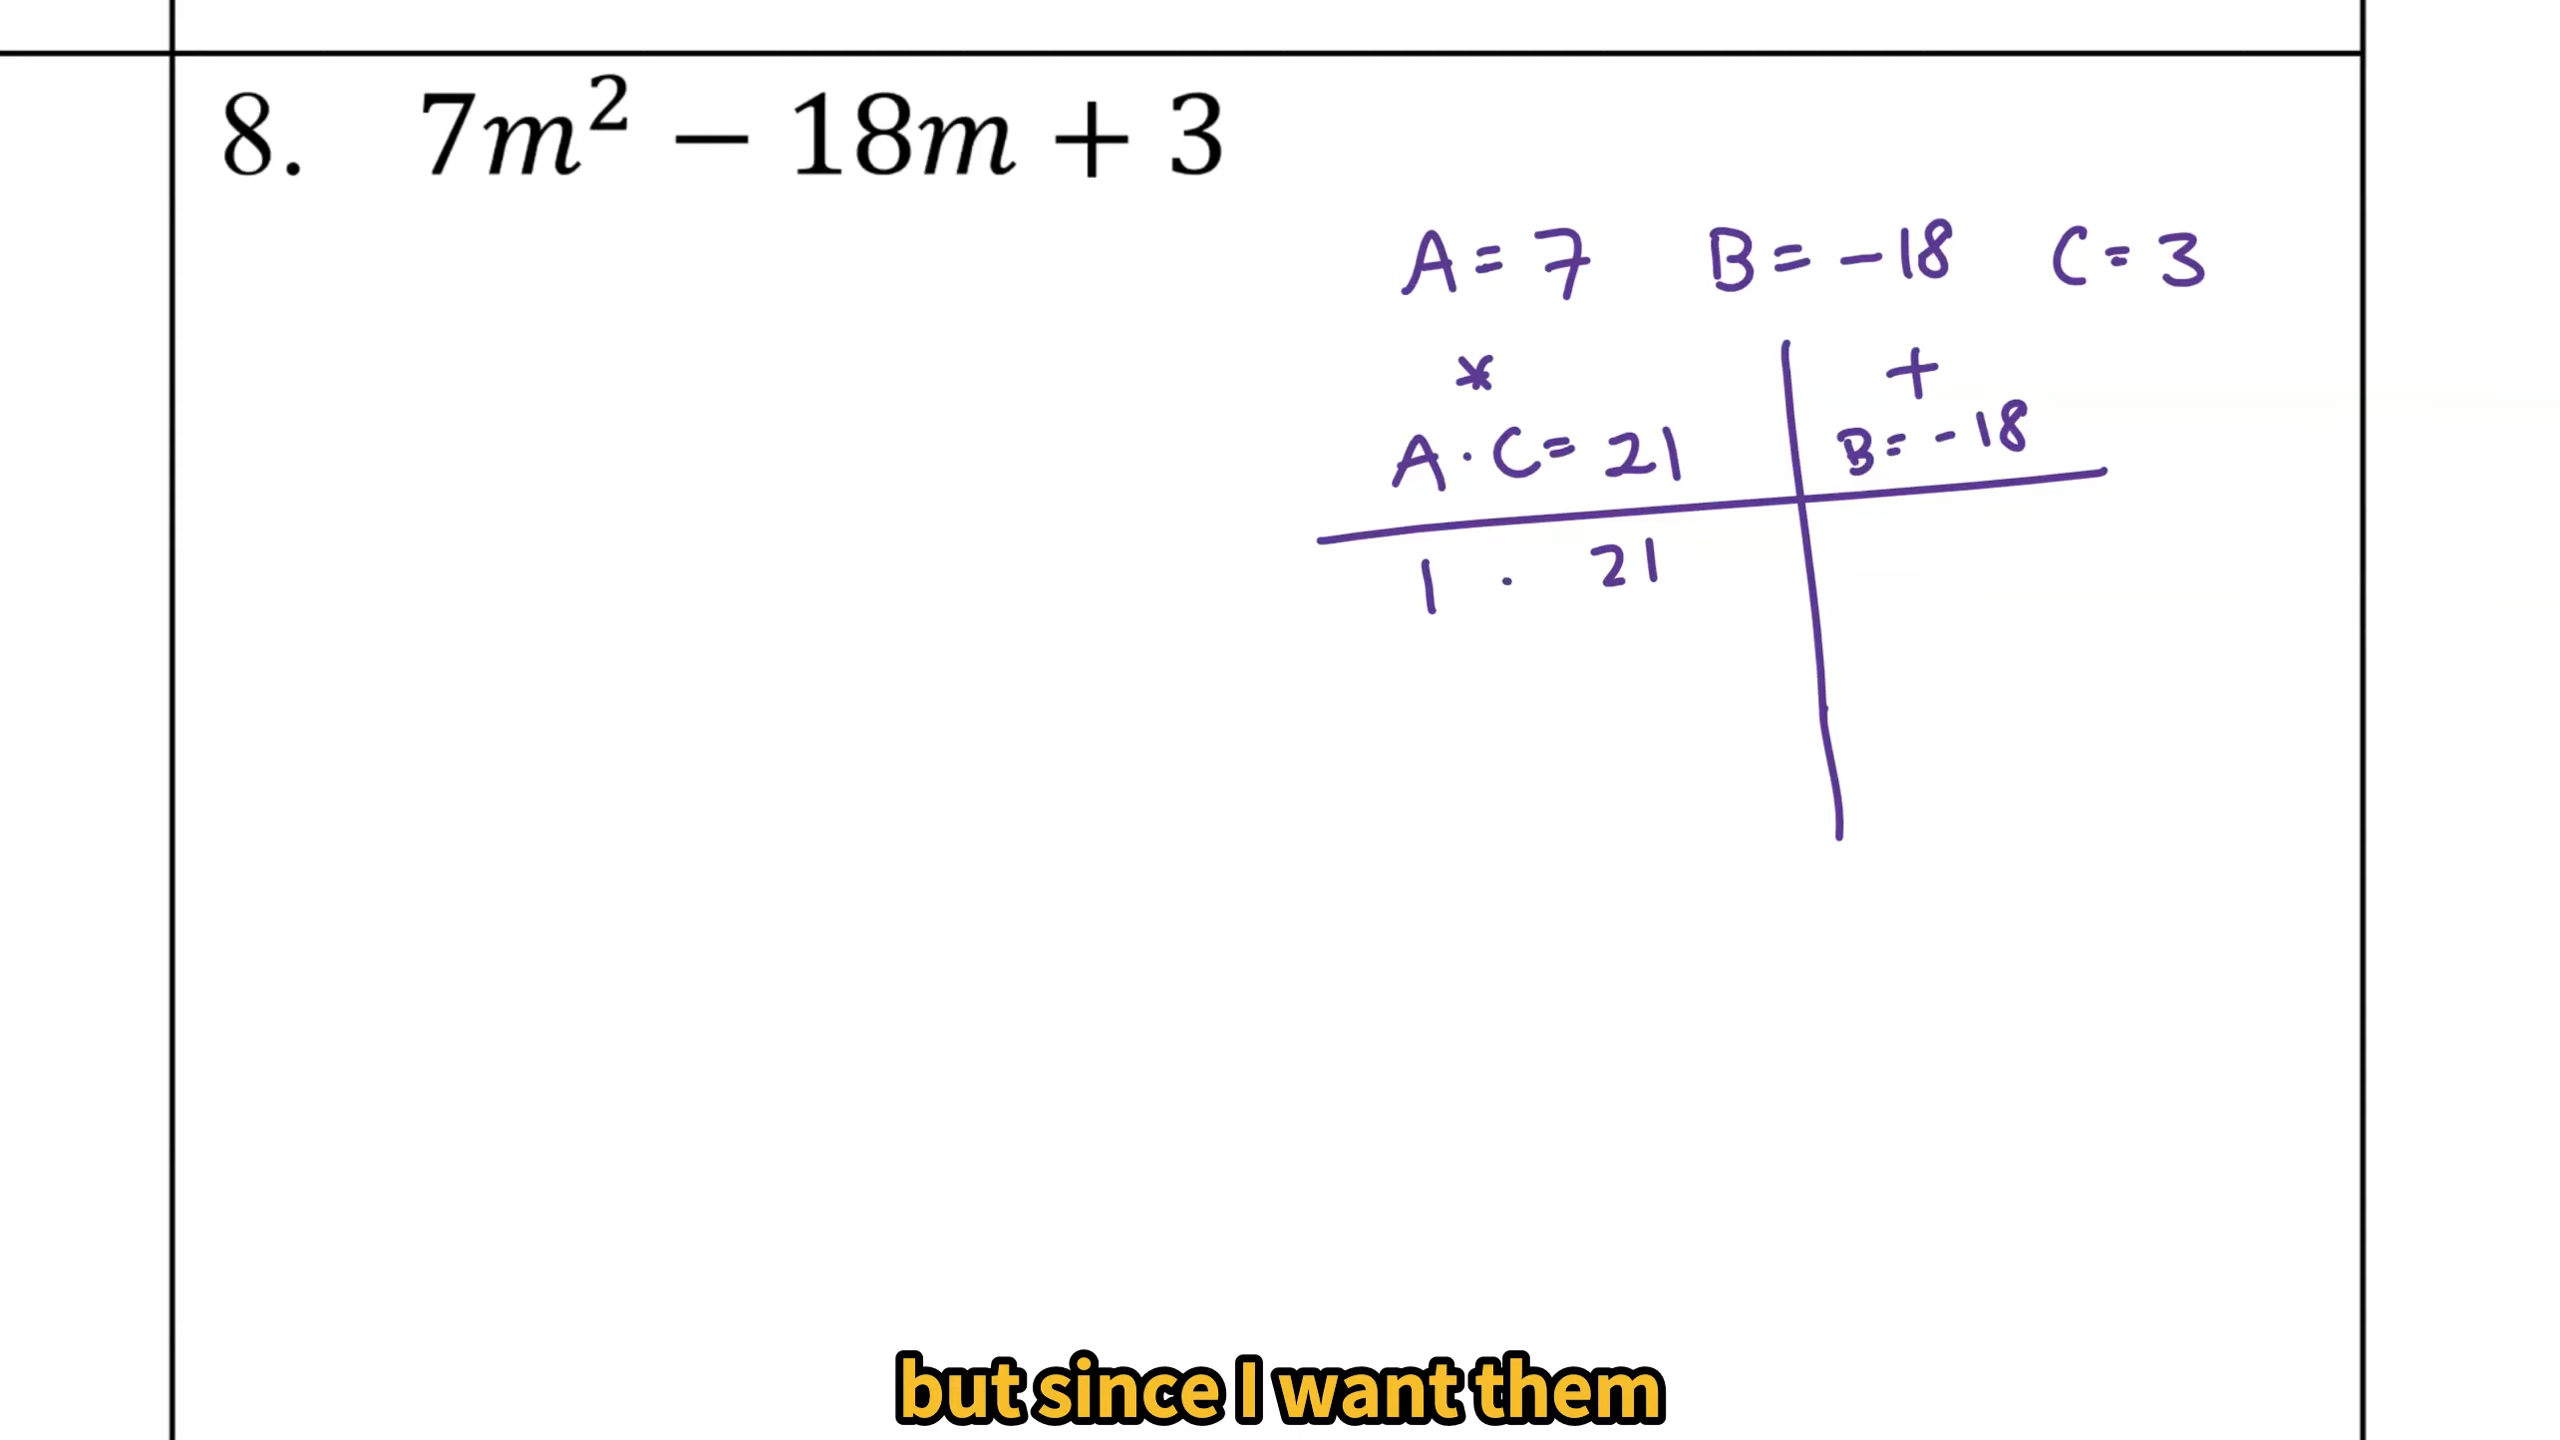 8. 7m² − 18m + 3
A = 7 B = -18 C = 3
* +
A · C = 21 B = -18
1 · 21
but since I want them